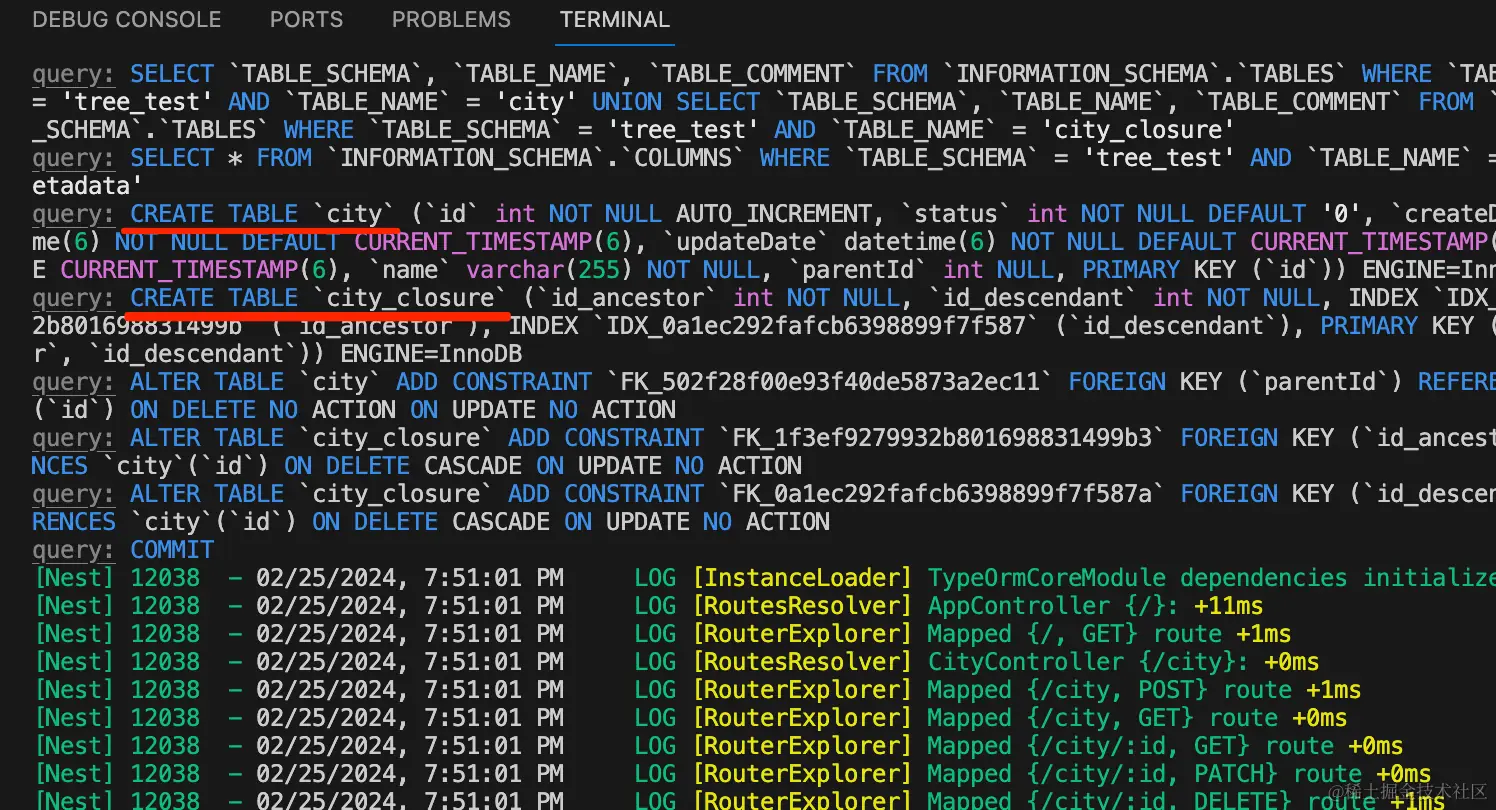 DEBUG CONSOLE PORTS PROBLEMS TERMINAL
query: SELECT `TABLE_SCHEMA`, `TABLE_NAME`, `TABLE_COMMENT` FROM `INFORMATION_SCHEMA`.`TABLES` WHERE `TAB
= 'tree_test' AND `TABLE_NAME` = 'city' UNION SELECT `TABLE_SCHEMA`, `TABLE_NAME`, `TABLE_COMMENT` FROM `
_SCHEMA`.`TABLES` WHERE `TABLE_SCHEMA` = 'tree_test' AND `TABLE_NAME` = 'city_closure'
query: SELECT * FROM `INFORMATION_SCHEMA`.`COLUMNS` WHERE `TABLE_SCHEMA` = 'tree_test' AND `TABLE_NAME` =
etadata'
query: CREATE TABLE `city` (`id` int NOT NULL AUTO_INCREMENT, `status` int NOT NULL DEFAULT '0', `createD
me(6) NOT NULL DEFAULT CURRENT_TIMESTAMP(6), `updateDate` datetime(6) NOT NULL DEFAULT CURRENT_TIMESTAMP(
E CURRENT_TIMESTAMP(6), `name` varchar(255) NOT NULL, `parentId` int NULL, PRIMARY KEY (`id`)) ENGINE=Inn
query: CREATE TABLE `city_closure` (`id_ancestor` int NOT NULL, `id_descendant` int NOT NULL, INDEX `IDX_
2b801698831499b` (`id_ancestor`), INDEX `IDX_0a1ec292fafcb6398899f7f587` (`id_descendant`), PRIMARY KEY (
r`, `id_descendant`)) ENGINE=InnoDB
query: ALTER TABLE `city` ADD CONSTRAINT `FK_502f28f00e93f40de5873a2ec11` FOREIGN KEY (`parentId`) REFERE
(`id`) ON DELETE NO ACTION ON UPDATE NO ACTION
query: ALTER TABLE `city_closure` ADD CONSTRAINT `FK_1f3ef9279932b801698831499b3` FOREIGN KEY (`id_ancest
NCES `city`(`id`) ON DELETE CASCADE ON UPDATE NO ACTION
query: ALTER TABLE `city_closure` ADD CONSTRAINT `FK_0a1ec292fafcb6398899f7f587a` FOREIGN KEY (`id_descen
RENCES `city`(`id`) ON DELETE CASCADE ON UPDATE NO ACTION
query: COMMIT
[Nest] 12038 - 02/25/2024, 7:51:01 PM LOG [InstanceLoader] TypeOrmCoreModule dependencies initialize
[Nest] 12038 - 02/25/2024, 7:51:01 PM LOG [RoutesResolver] AppController {/}: +11ms
[Nest] 12038 - 02/25/2024, 7:51:01 PM LOG [RouterExplorer] Mapped {/, GET} route +1ms
[Nest] 12038 - 02/25/2024, 7:51:01 PM LOG [RoutesResolver] CityController {/city}: +0ms
[Nest] 12038 - 02/25/2024, 7:51:01 PM LOG [RouterExplorer] Mapped {/city, POST} route +1ms
[Nest] 12038 - 02/25/2024, 7:51:01 PM LOG [RouterExplorer] Mapped {/city, GET} route +0ms
[Nest] 12038 - 02/25/2024, 7:51:01 PM LOG [RouterExplorer] Mapped {/city/:id, GET} route +0ms
[Nest] 12038 - 02/25/2024, 7:51:01 PM LOG [RouterExplorer] Mapped {/city/:id, PATCH} route +0ms
[Nest] 12038 - 02/25/2024, 7:51:01 PM LOG [RouterExplorer] Mapped {/city/:id, DELETE} route +1ms
@稀土掘金技术社区